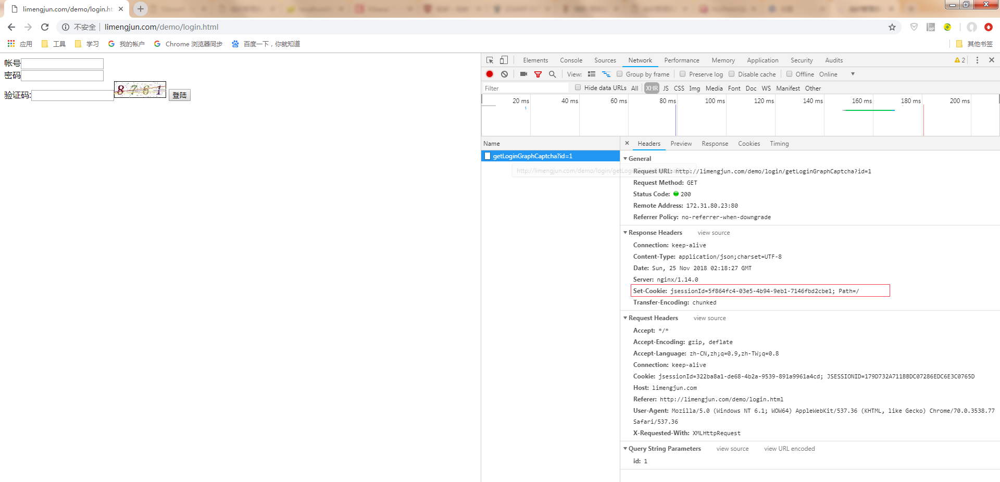 limengjun.com/demo/login.ht
不安全 limengjun.com/demo/login.html
应用 工具 学习 我的帐户 Chrome 浏览器同步 百度一下，你就知道 其他书签
帐号
密码
验证码: 8761 登陆
Elements Console Sources Network Performance Memory Application Security Audits 2
View: Group by frame Preserve log Disable cache Offline Online
Filter Hide data URLs All XHR JS CSS Img Media Font Doc WS Manifest Other
20 ms 40 ms 60 ms 80 ms 100 ms 120 ms 140 ms 160 ms 180 ms 200 ms
Name
getLoginGraphCaptcha?id=1
http://limengjun.com/demo/login/getLogi
Headers Preview Response Cookies Timing
General
Request URL: http://limengjun.com/demo/login/getLoginGraphCaptcha?id=1
Request Method: GET
Status Code: 200
Remote Address: 172.31.80.23:80
Referrer Policy: no-referrer-when-downgrade
Response Headers view source
Connection: keep-alive
Content-Type: application/json;charset=UTF-8
Date: Sun, 25 Nov 2018 02:18:27 GMT
Server: nginx/1.14.0
Set-Cookie: jsessionId=5f864fc4-03e5-4b94-9eb1-7146fbd2cbe1; Path=/
Transfer-Encoding: chunked
Request Headers view source
Accept: */*
Accept-Encoding: gzip, deflate
Accept-Language: zh-CN,zh;q=0.9,zh-TW;q=0.8
Connection: keep-alive
Cookie: jsessionId=322ba8a1-de68-4b2a-9539-891a9961a4cd; JSESSIONID=179D732A711BBDC07286EDC6E3C0765D
Host: limengjun.com
Referer: http://limengjun.com/demo/login.html
User-Agent: Mozilla/5.0 (Windows NT 6.1; WOW64) AppleWebKit/537.36 (KHTML, like Gecko) Chrome/70.0.3538.77
Safari/537.36
X-Requested-With: XMLHttpRequest
Query String Parameters view source view URL encoded
id: 1